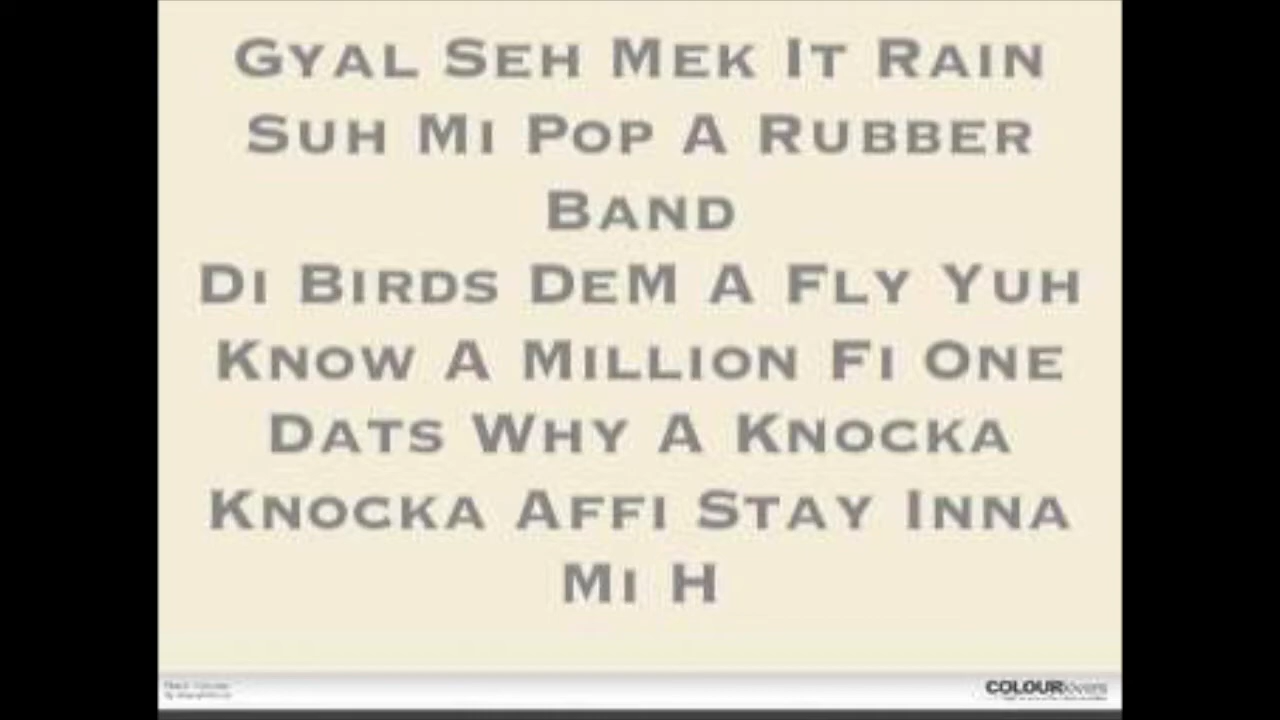 Gyal Seh Mek It Rain
Suh Mi Pop A Rubber
Band
Di Birds DeM A Fly Yuh
Know A Million Fi One
Dats Why A Knocka
Knocka Affi Stay Inna
Mi H
COLOURlovers